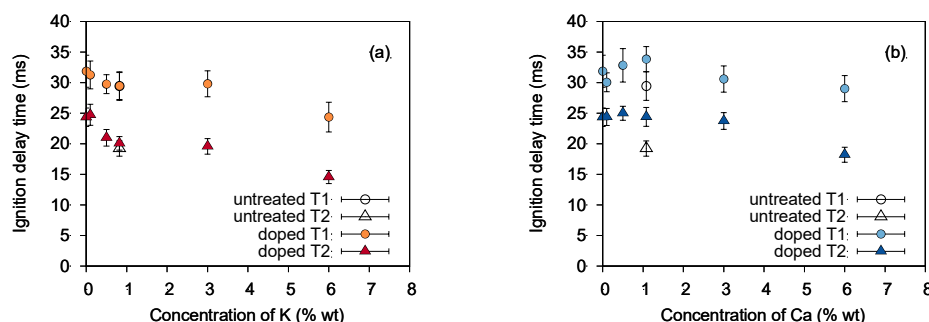 40
35
30
25
20
15
10
5
0
Ignition delay time (ms)
(a)
untreated T1
untreated T2
doped T1
doped T2
0 1 2 3 4 5 6 7 8
Concentration of K (% wt)
40
35
30
25
20
15
10
5
0
Ignition delay time (ms)
(b)
untreated T1
untreated T2
doped T1
doped T2
0 1 2 3 4 5 6 7 8
Concentration of Ca (% wt)